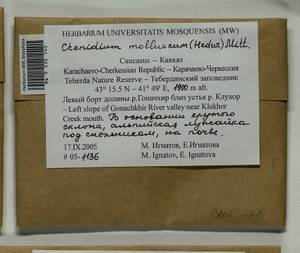 HERBARIUM UNIVERSITATIS MOSQUENSIS (MW)
Ctenidium molluscum (Hedw.) Mitt.
Caucasus – Кавказ
Karachaevo-Cherkessian Republic – Карачаево-Черкессия
Teberda Nature Reserve – Тебердинский заповедник
43° 15.5 N – 41° 49 E, 1900 m alt.
Левый борт долины р.Гоначхир близ устья р. Клухор
– Left slope of Gonachkhir River valley near Klukhor
Creek mouth. В основании крутого
склона, альпийская лужайка
под снежником, на почве.
17.IX.2005 М. Игнатов, Е.Игнатова
# 05-1136 M. Ignatov, E. Ignatova
Cten. mol.